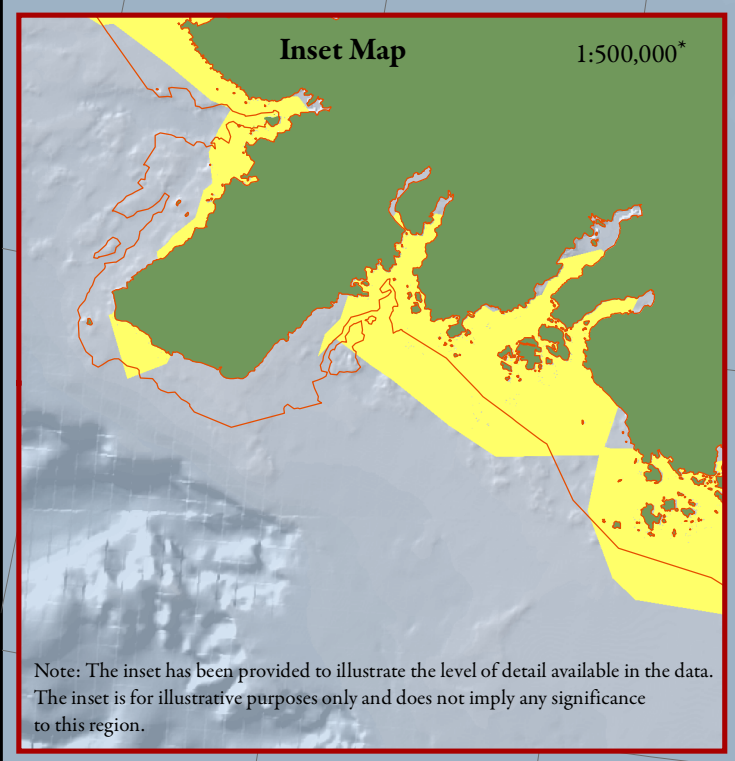 Inset Map
1:500,000*
Note: The inset has been provided to illustrate the level of detail available in the data.
The inset is for illustrative purposes only and does not imply any significance
to this region.